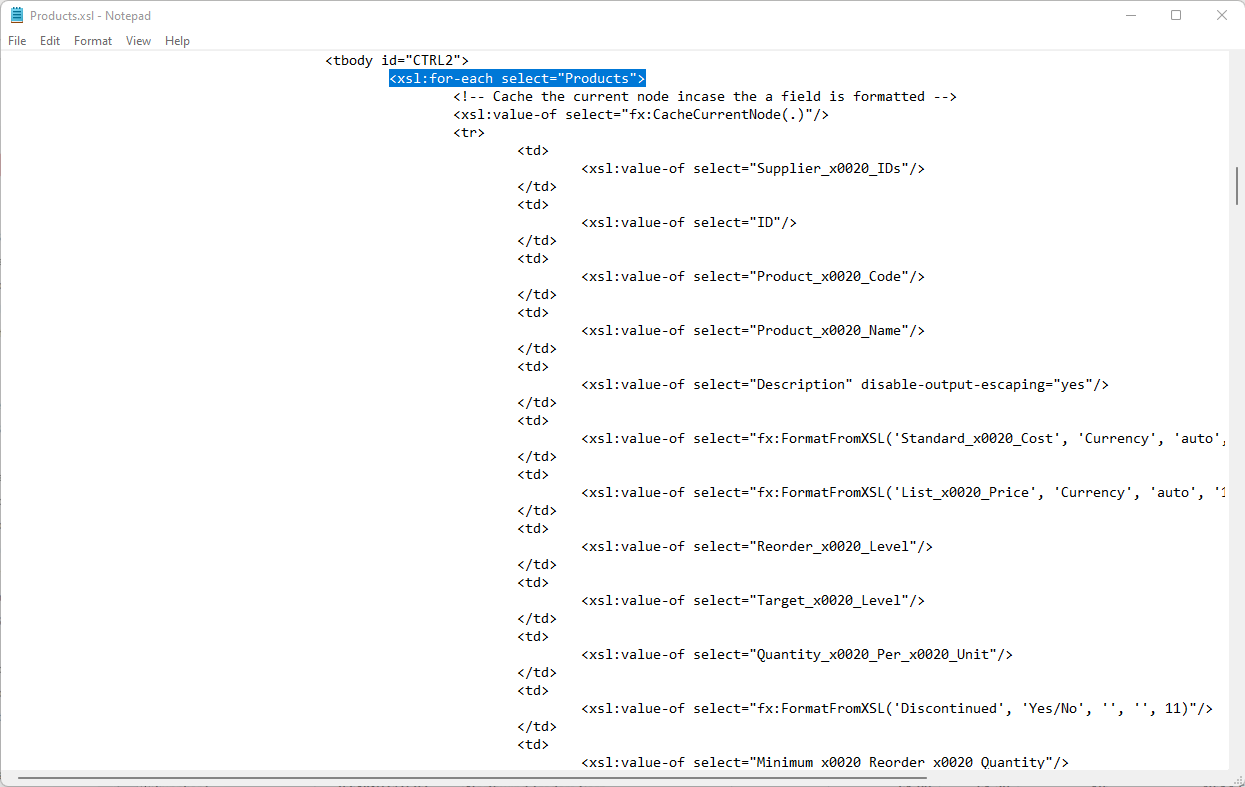 Products.xsl - Notepad
File Edit Format View Help
<tbody id="CTRL2">
<xsl:for-each select="Products">
<!-- Cache the current node incase the a field is formatted -->
<xsl:value-of select="fx:CacheCurrentNode(.)"/>
<tr>
<td>
<xsl:value-of select="Supplier_x0020_IDs"/>
</td>
<td>
<xsl:value-of select="ID"/>
</td>
<td>
<xsl:value-of select="Product_x0020_Code"/>
</td>
<td>
<xsl:value-of select="Product_x0020_Name"/>
</td>
<td>
<xsl:value-of select="Description" disable-output-escaping="yes"/>
</td>
<td>
<xsl:value-of select="fx:FormatFromXSL('Standard_x0020_Cost', 'Currency', 'auto',
</td>
<td>
<xsl:value-of select="fx:FormatFromXSL('List_x0020_Price', 'Currency', 'auto', '1
</td>
<td>
<xsl:value-of select="Reorder_x0020_Level"/>
</td>
<td>
<xsl:value-of select="Target_x0020_Level"/>
</td>
<td>
<xsl:value-of select="Quantity_x0020_Per_x0020_Unit"/>
</td>
<td>
<xsl:value-of select="fx:FormatFromXSL('Discontinued', 'Yes/No', '', '', 11)"/>
</td>
<td>
<xsl:value-of select="Minimum_x0020_Reorder_x0020_Quantity"/>